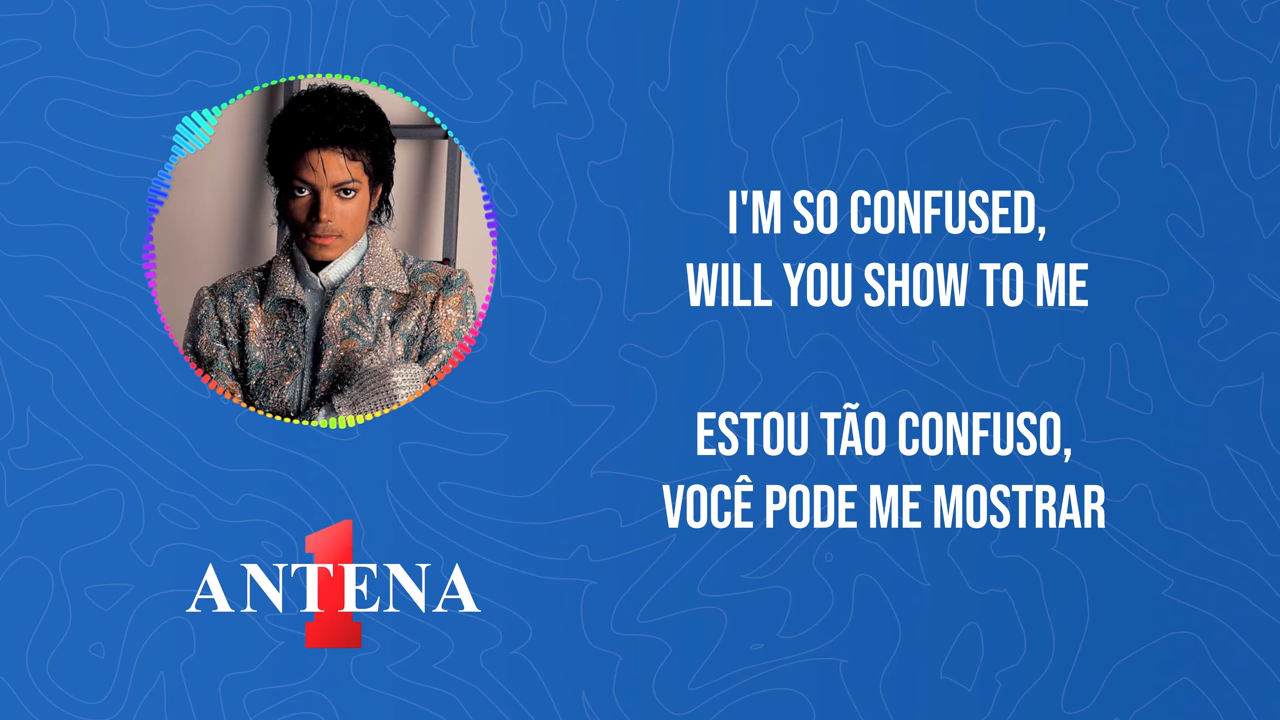 I'M SO CONFUSED,
WILL YOU SHOW TO ME
ESTOU TÃO CONFUSO,
VOCÊ PODE ME MOSTRAR
1
ANTENA